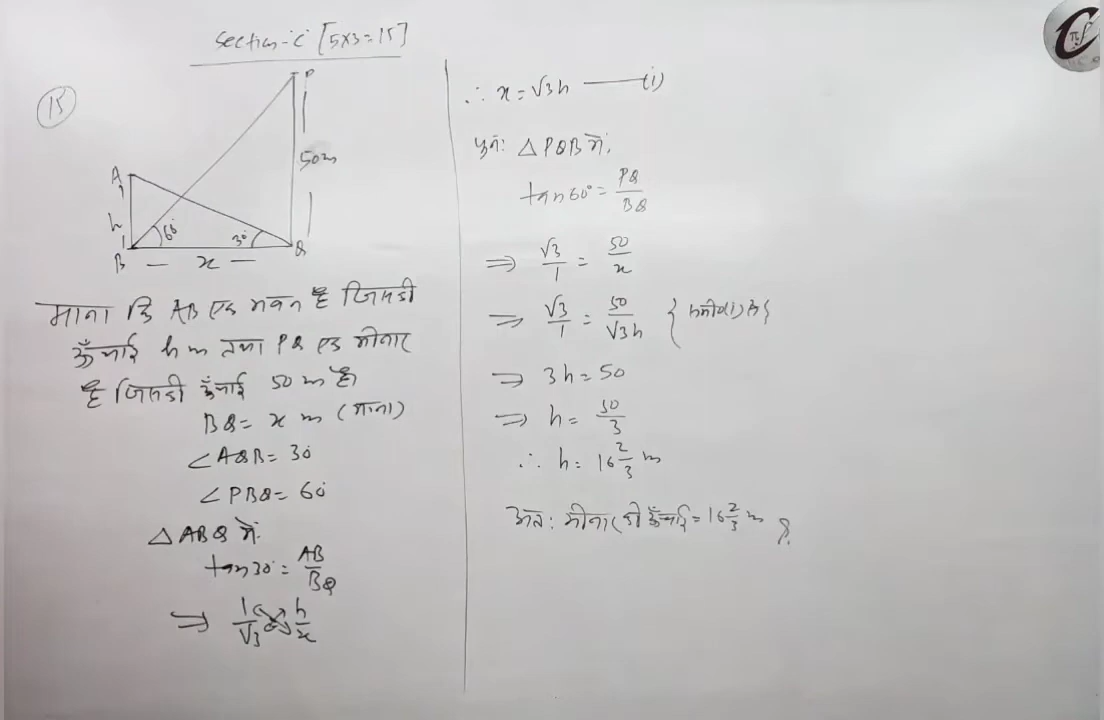 Section-'C' [5×3=15]
15
P
50m
A
h
B
60°
30°
Q
x
माना कि AB एक भवन है जिसकी
ऊँचाई h m तथा PQ एक मीनार
है जिसकी ऊँचाई 50 m है।
BQ = x m (माना)
∠AQB = 30°
∠PBQ = 60°
△ABQ में,
tan30° = AB/BQ
⇒ 1/√3 = h/x
∴ x = √3h ——(i)
पुनः △PQB में,
tan60° = PQ/BQ
⇒ √3/1 = 50/x
⇒ √3/1 = 50/√3h { समी०(i) से }
⇒ 3h = 50
⇒ h = 50/3
∴ h = 16 2/3 m
अतः मीनार की ऊँचाई = 16 2/3 m
C